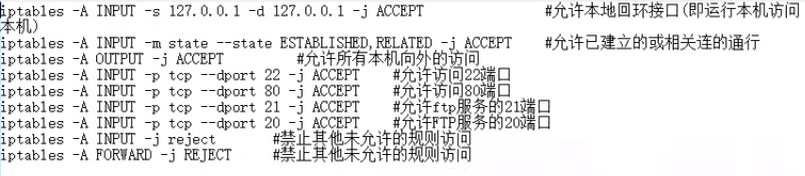 iptables -A INPUT -s 127.0.0.1 -d 127.0.0.1 -j ACCEPT #允许本地回环接口(即运行本机访问
本机)
iptables -A INPUT -m state --state ESTABLISHED,RELATED -j ACCEPT #允许已建立的或相关连的通行
iptables -A OUTPUT -j ACCEPT #允许所有本机向外的访问
iptables -A INPUT -p tcp --dport 22 -j ACCEPT #允许访问22端口
iptables -A INPUT -p tcp --dport 80 -j ACCEPT #允许访问80端口
iptables -A INPUT -p tcp --dport 21 -j ACCEPT #允许ftp服务的21端口
iptables -A INPUT -p tcp --dport 20 -j ACCEPT #允许FTP服务的20端口
iptables -A INPUT -j reject #禁止其他未允许的规则访问
iptables -A FORWARD -j REJECT #禁止其他未允许的规则访问